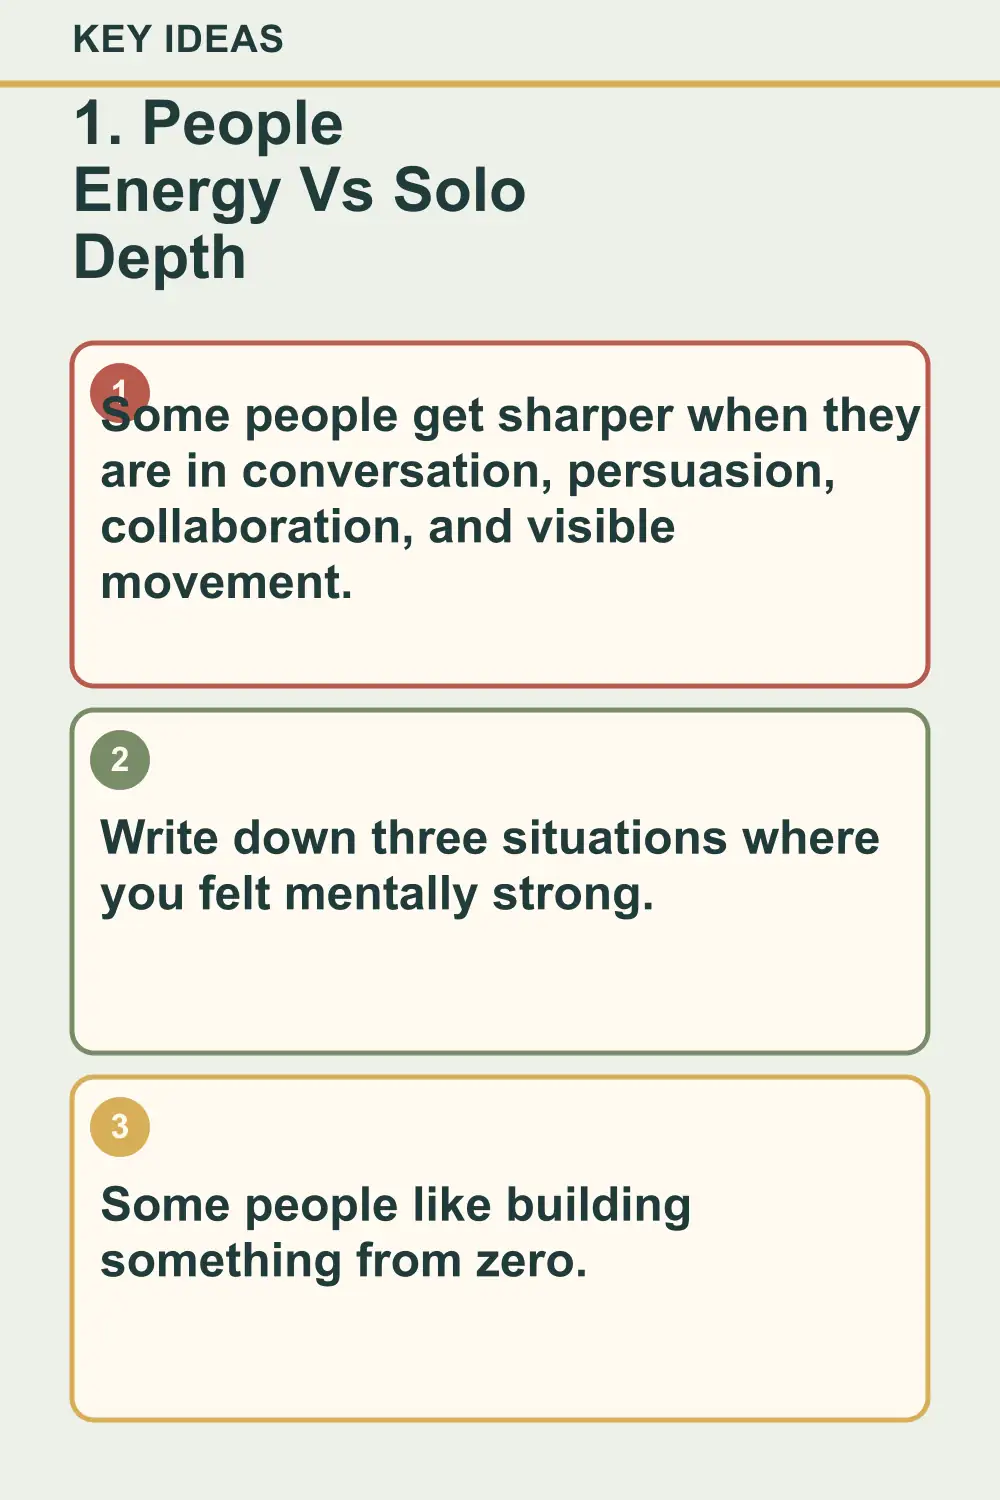 KEY IDEAS
1. People
Energy Vs Solo
Depth
1
Some people get sharper when they
are in conversation, persuasion,
collaboration, and visible
movement.
2
Write down three situations where
you felt mentally strong.
3
Some people like building
something from zero.